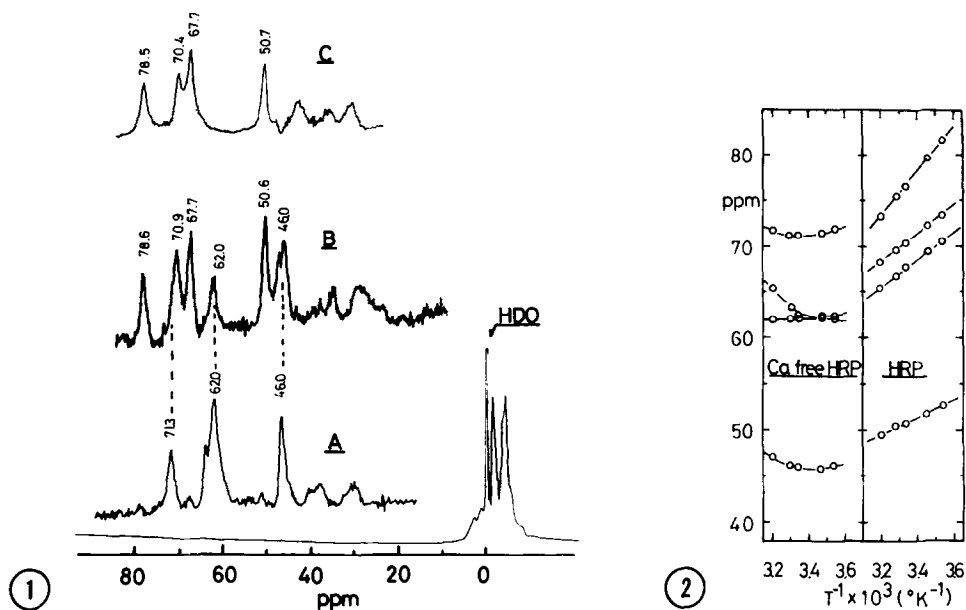 78.5
70.4
67.7
50.7
C
78.6
70.9
67.7
62.0
50.6
46.0
B
HDO
71.3
62.0
46.0
A
80 60 40 20 0
ppm
1
80
ppm
70
60
Ca free HRP HRP
50
40
3.2 3.4 3.6 3.2 3.4 3.6
T⁻¹ × 10³ (°K⁻¹)
2